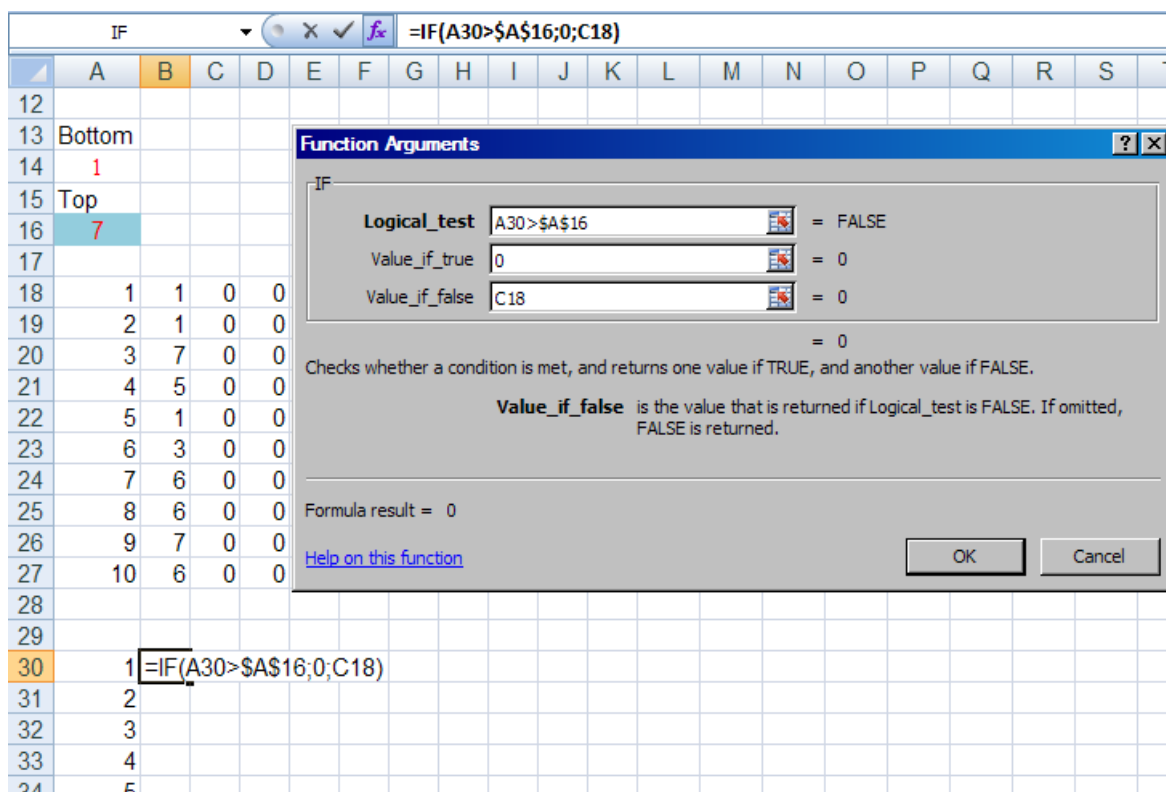 IF =IF(A30>$A$16;0;C18)
A B C D E F G H I J K L M N O P Q R S
12
13 Bottom
14 1
15 Top
16 7
17
18 1 1 0 0
19 2 1 0 0
20 3 7 0 0
21 4 5 0 0
22 5 1 0 0
23 6 3 0 0
24 7 6 0 0
25 8 6 0 0
26 9 7 0 0
27 10 6 0 0
28
29
30 1 =IF(A30>$A$16;0;C18)
31 2
32 3
33 4
34 5
Function Arguments ? X
IF
Logical_test A30>$A$16 = FALSE
Value_if_true 0 = 0
Value_if_false C18 = 0
= 0
Checks whether a condition is met, and returns one value if TRUE, and another value if FALSE.
Value_if_false is the value that is returned if Logical_test is FALSE. If omitted,
FALSE is returned.
Formula result = 0
Help on this function OK Cancel